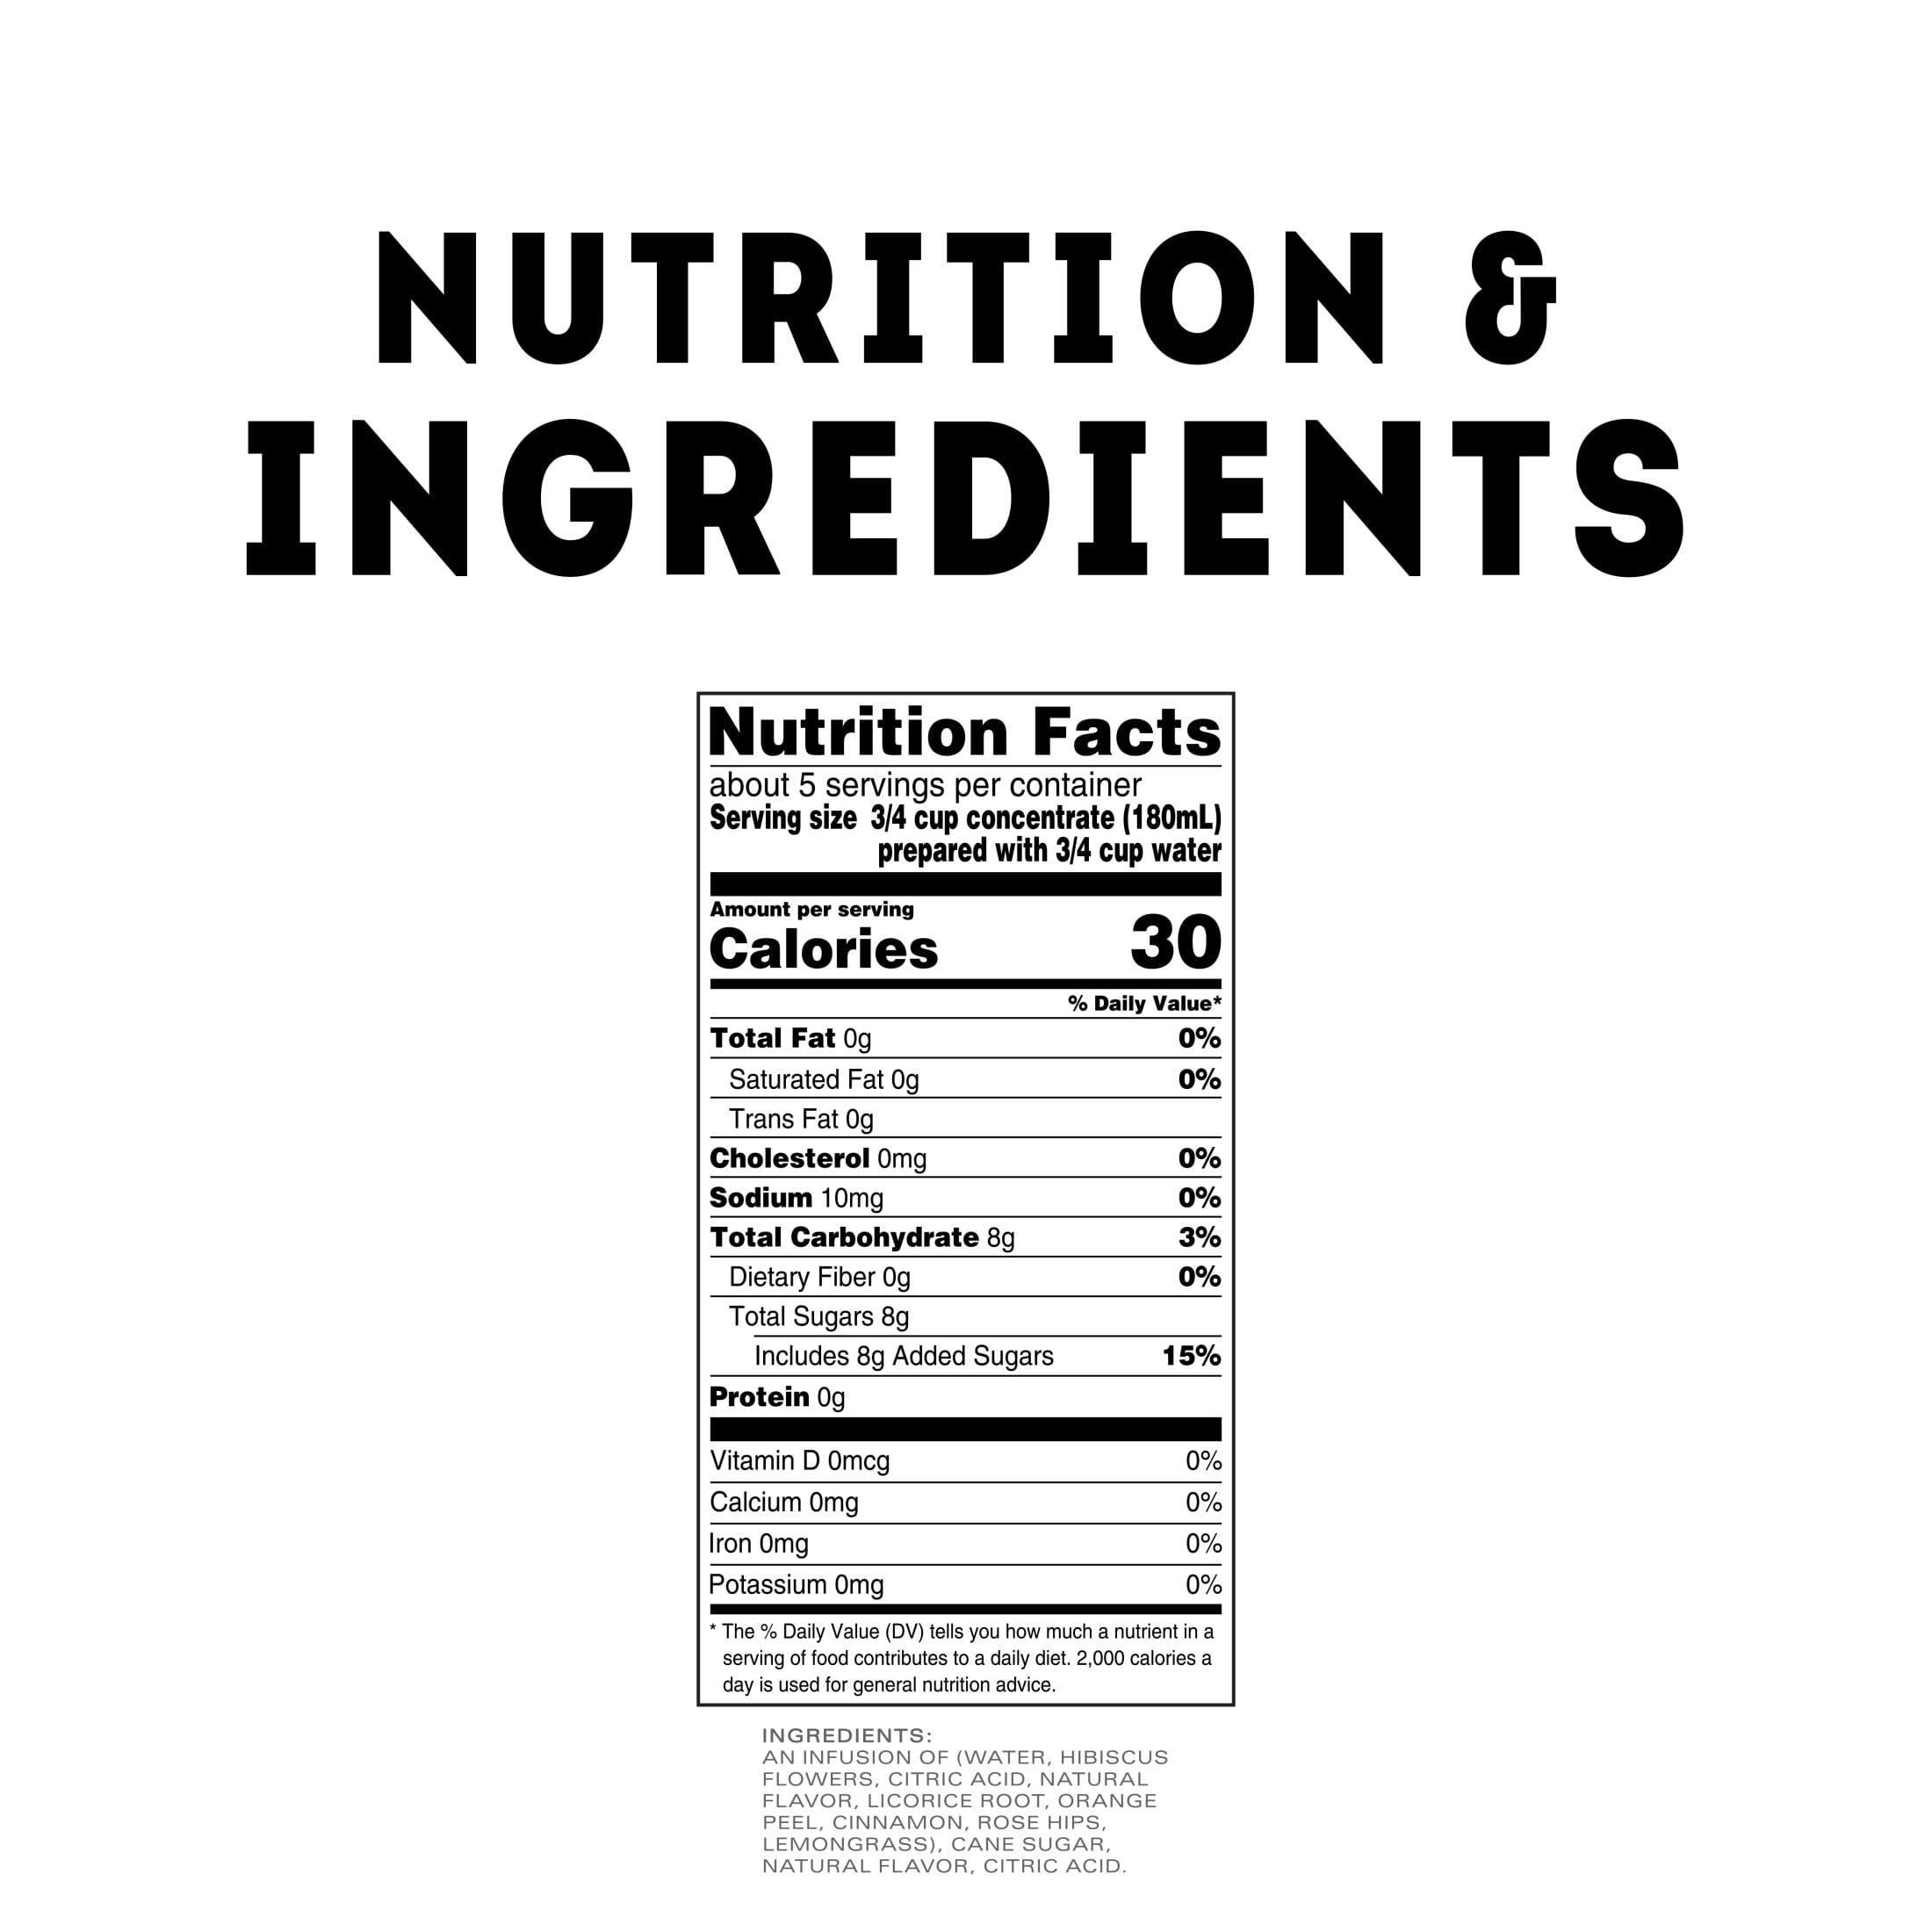 NUTRITION &
INGREDIENTS
Nutrition Facts
about 5 servings per container
Serving size 3/4 cup concentrate (180mL)
prepared with 3/4 cup water
Amount per serving
Calories 30
% Daily Value*
Total Fat 0g 0%
Saturated Fat 0g 0%
Trans Fat 0g
Cholesterol 0mg 0%
Sodium 10mg 0%
Total Carbohydrate 8g 3%
Dietary Fiber 0g 0%
Total Sugars 8g
Includes 8g Added Sugars 15%
Protein 0g
Vitamin D 0mcg 0%
Calcium 0mg 0%
Iron 0mg 0%
Potassium 0mg 0%
* The % Daily Value (DV) tells you how much a nutrient in a
serving of food contributes to a daily diet. 2,000 calories a
day is used for general nutrition advice.
INGREDIENTS:
AN INFUSION OF (WATER, HIBISCUS
FLOWERS, CITRIC ACID, NATURAL
FLAVOR, LICORICE ROOT, ORANGE
PEEL, CINNAMON, ROSE HIPS,
LEMONGRASS), CANE SUGAR,
NATURAL FLAVOR, CITRIC ACID.